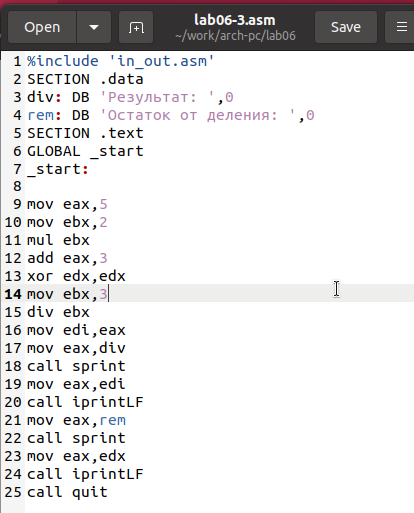 Open
lab06-3.asm
~/work/arch-pc/lab06
Save
1 %include 'in_out.asm'
2 SECTION .data
3 div: DB 'Результат: ',0
4 rem: DB 'Остаток от деления: ',0
5 SECTION .text
6 GLOBAL _start
7 _start:
8
9 mov eax,5
10 mov ebx,2
11 mul ebx
12 add eax,3
13 xor edx,edx
14 mov ebx,3
15 div ebx
16 mov edi,eax
17 mov eax,div
18 call sprint
19 mov eax,edi
20 call iprintLF
21 mov eax,rem
22 call sprint
23 mov eax,edx
24 call iprintLF
25 call quit